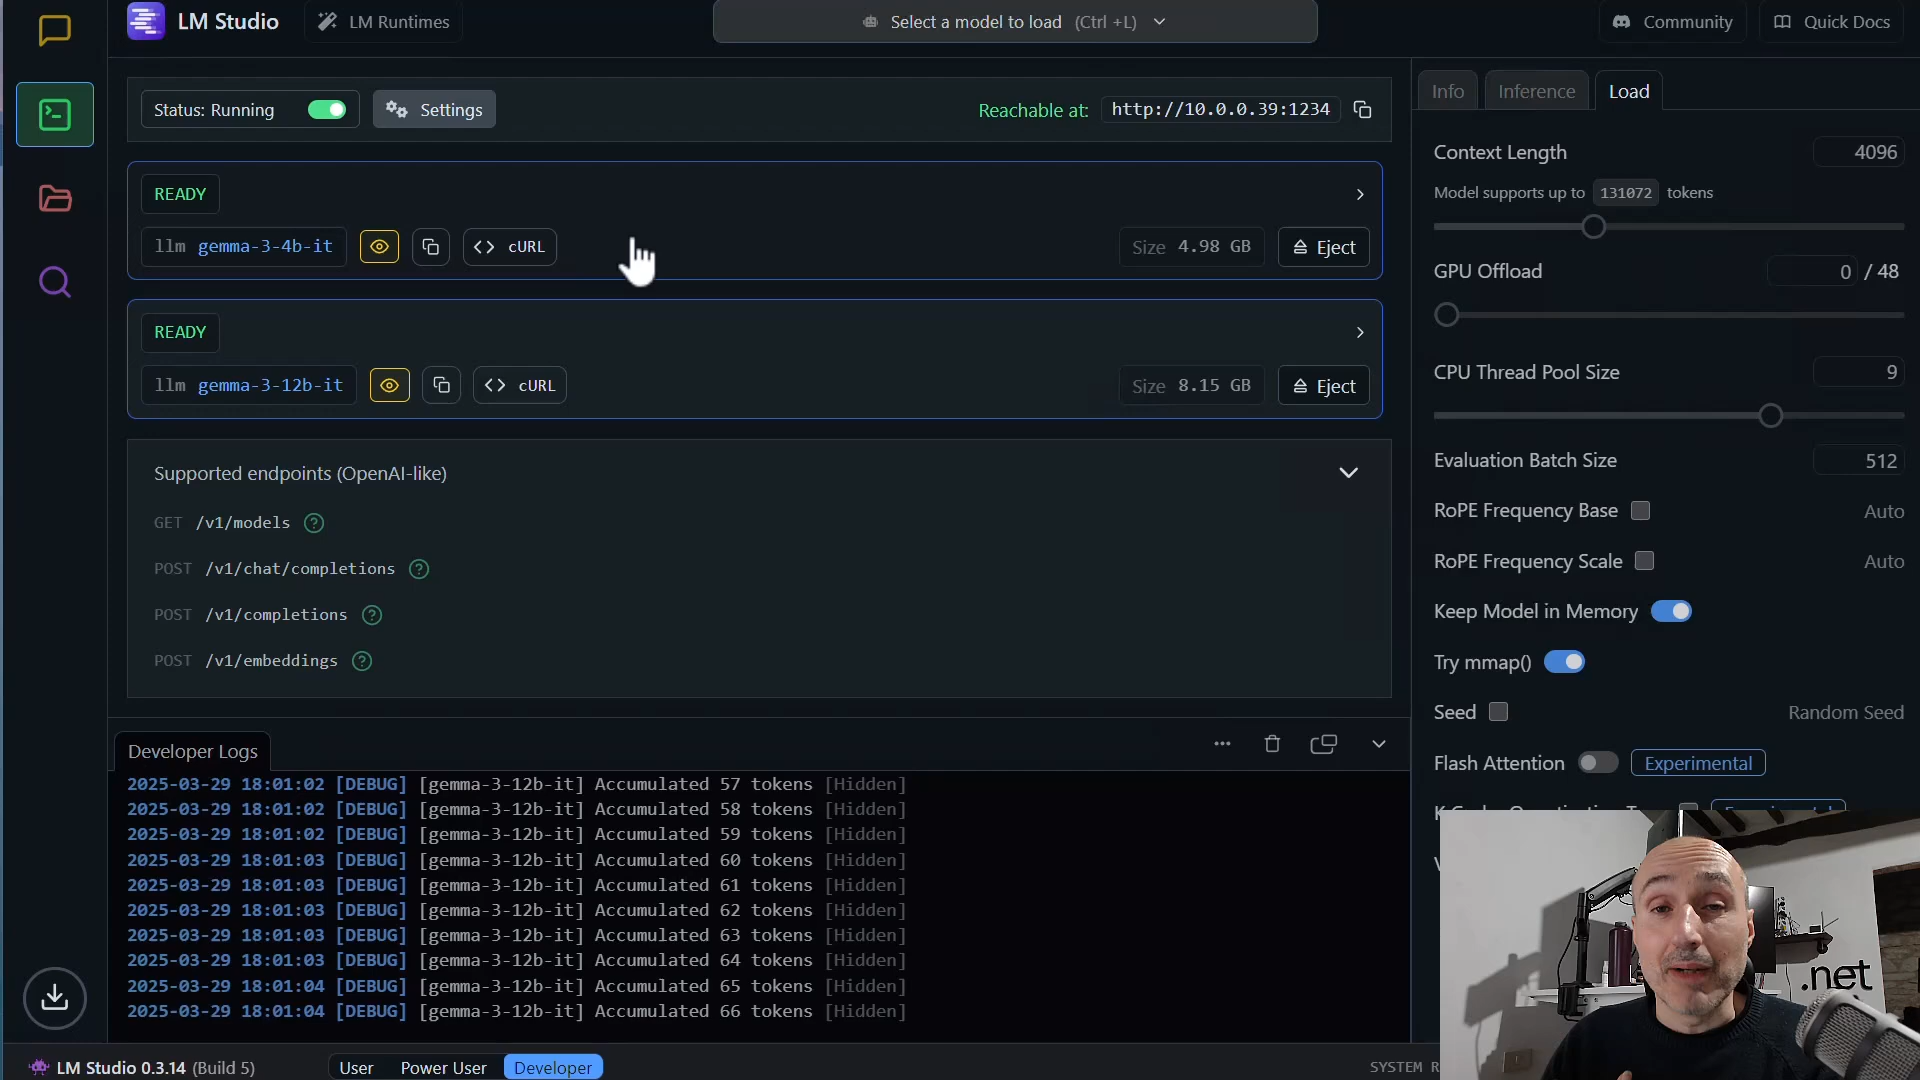 LM Studio
LM Runtimes
Select a model to load (Ctrl +L)
Community
Quick Docs
Status: Running
Settings
Reachable at: http://10.0.0.39:1234
READY
llm gemma-3-4b-it
cURL
Size 4.98 GB
Eject
READY
llm gemma-3-12b-it
cURL
Size 8.15 GB
Eject
Supported endpoints (OpenAI-like)
GET /v1/models
POST /v1/chat/completions
POST /v1/completions
POST /v1/embeddings
Developer Logs
2025-03-29 18:01:02 [DEBUG] [gemma-3-12b-it] Accumulated 57 tokens [Hidden]
2025-03-29 18:01:02 [DEBUG] [gemma-3-12b-it] Accumulated 58 tokens [Hidden]
2025-03-29 18:01:02 [DEBUG] [gemma-3-12b-it] Accumulated 59 tokens [Hidden]
2025-03-29 18:01:03 [DEBUG] [gemma-3-12b-it] Accumulated 60 tokens [Hidden]
2025-03-29 18:01:03 [DEBUG] [gemma-3-12b-it] Accumulated 61 tokens [Hidden]
2025-03-29 18:01:03 [DEBUG] [gemma-3-12b-it] Accumulated 62 tokens [Hidden]
2025-03-29 18:01:03 [DEBUG] [gemma-3-12b-it] Accumulated 63 tokens [Hidden]
2025-03-29 18:01:03 [DEBUG] [gemma-3-12b-it] Accumulated 64 tokens [Hidden]
2025-03-29 18:01:04 [DEBUG] [gemma-3-12b-it] Accumulated 65 tokens [Hidden]
2025-03-29 18:01:04 [DEBUG] [gemma-3-12b-it] Accumulated 66 tokens [Hidden]
Info
Inference
Load
Context Length 4096
Model supports up to 131072 tokens
GPU Offload 0 / 48
CPU Thread Pool Size 9
Evaluation Batch Size 512
RoPE Frequency Base Auto
RoPE Frequency Scale Auto
Keep Model in Memory
Try mmap()
Seed Random Seed
Flash Attention Experimental
.net
LM Studio 0.3.14 (Build 5)
User
Power User
Developer
SYSTEM R